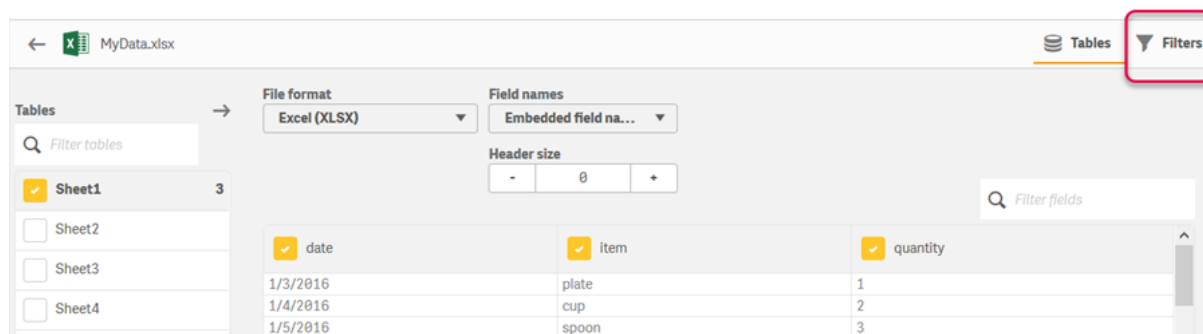 MyData.xlsx
Tables
Filters
Tables
Filter tables
Sheet1 3
Sheet2
Sheet3
Sheet4
File format
Excel (XLSX)
Field names
Embedded field na...
Header size
- 0 +
Filter fields
date item quantity
1/3/2016 plate 1
1/4/2016 cup 2
1/5/2016 spoon 3